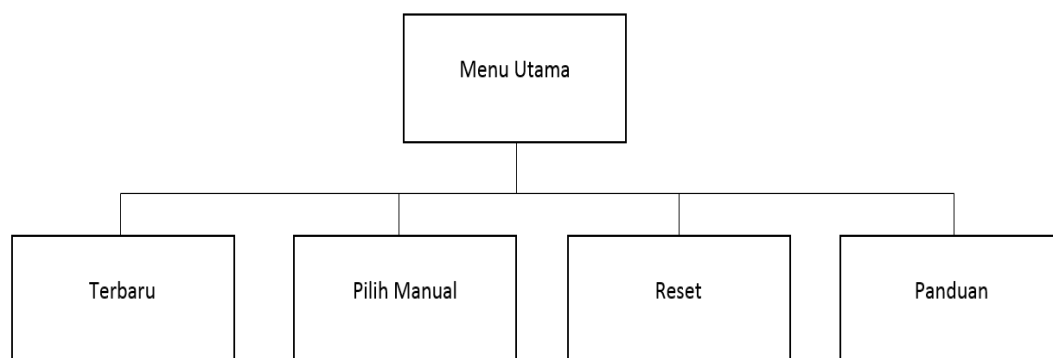 Menu Utama
Terbaru
Pilih Manual
Reset
Panduan